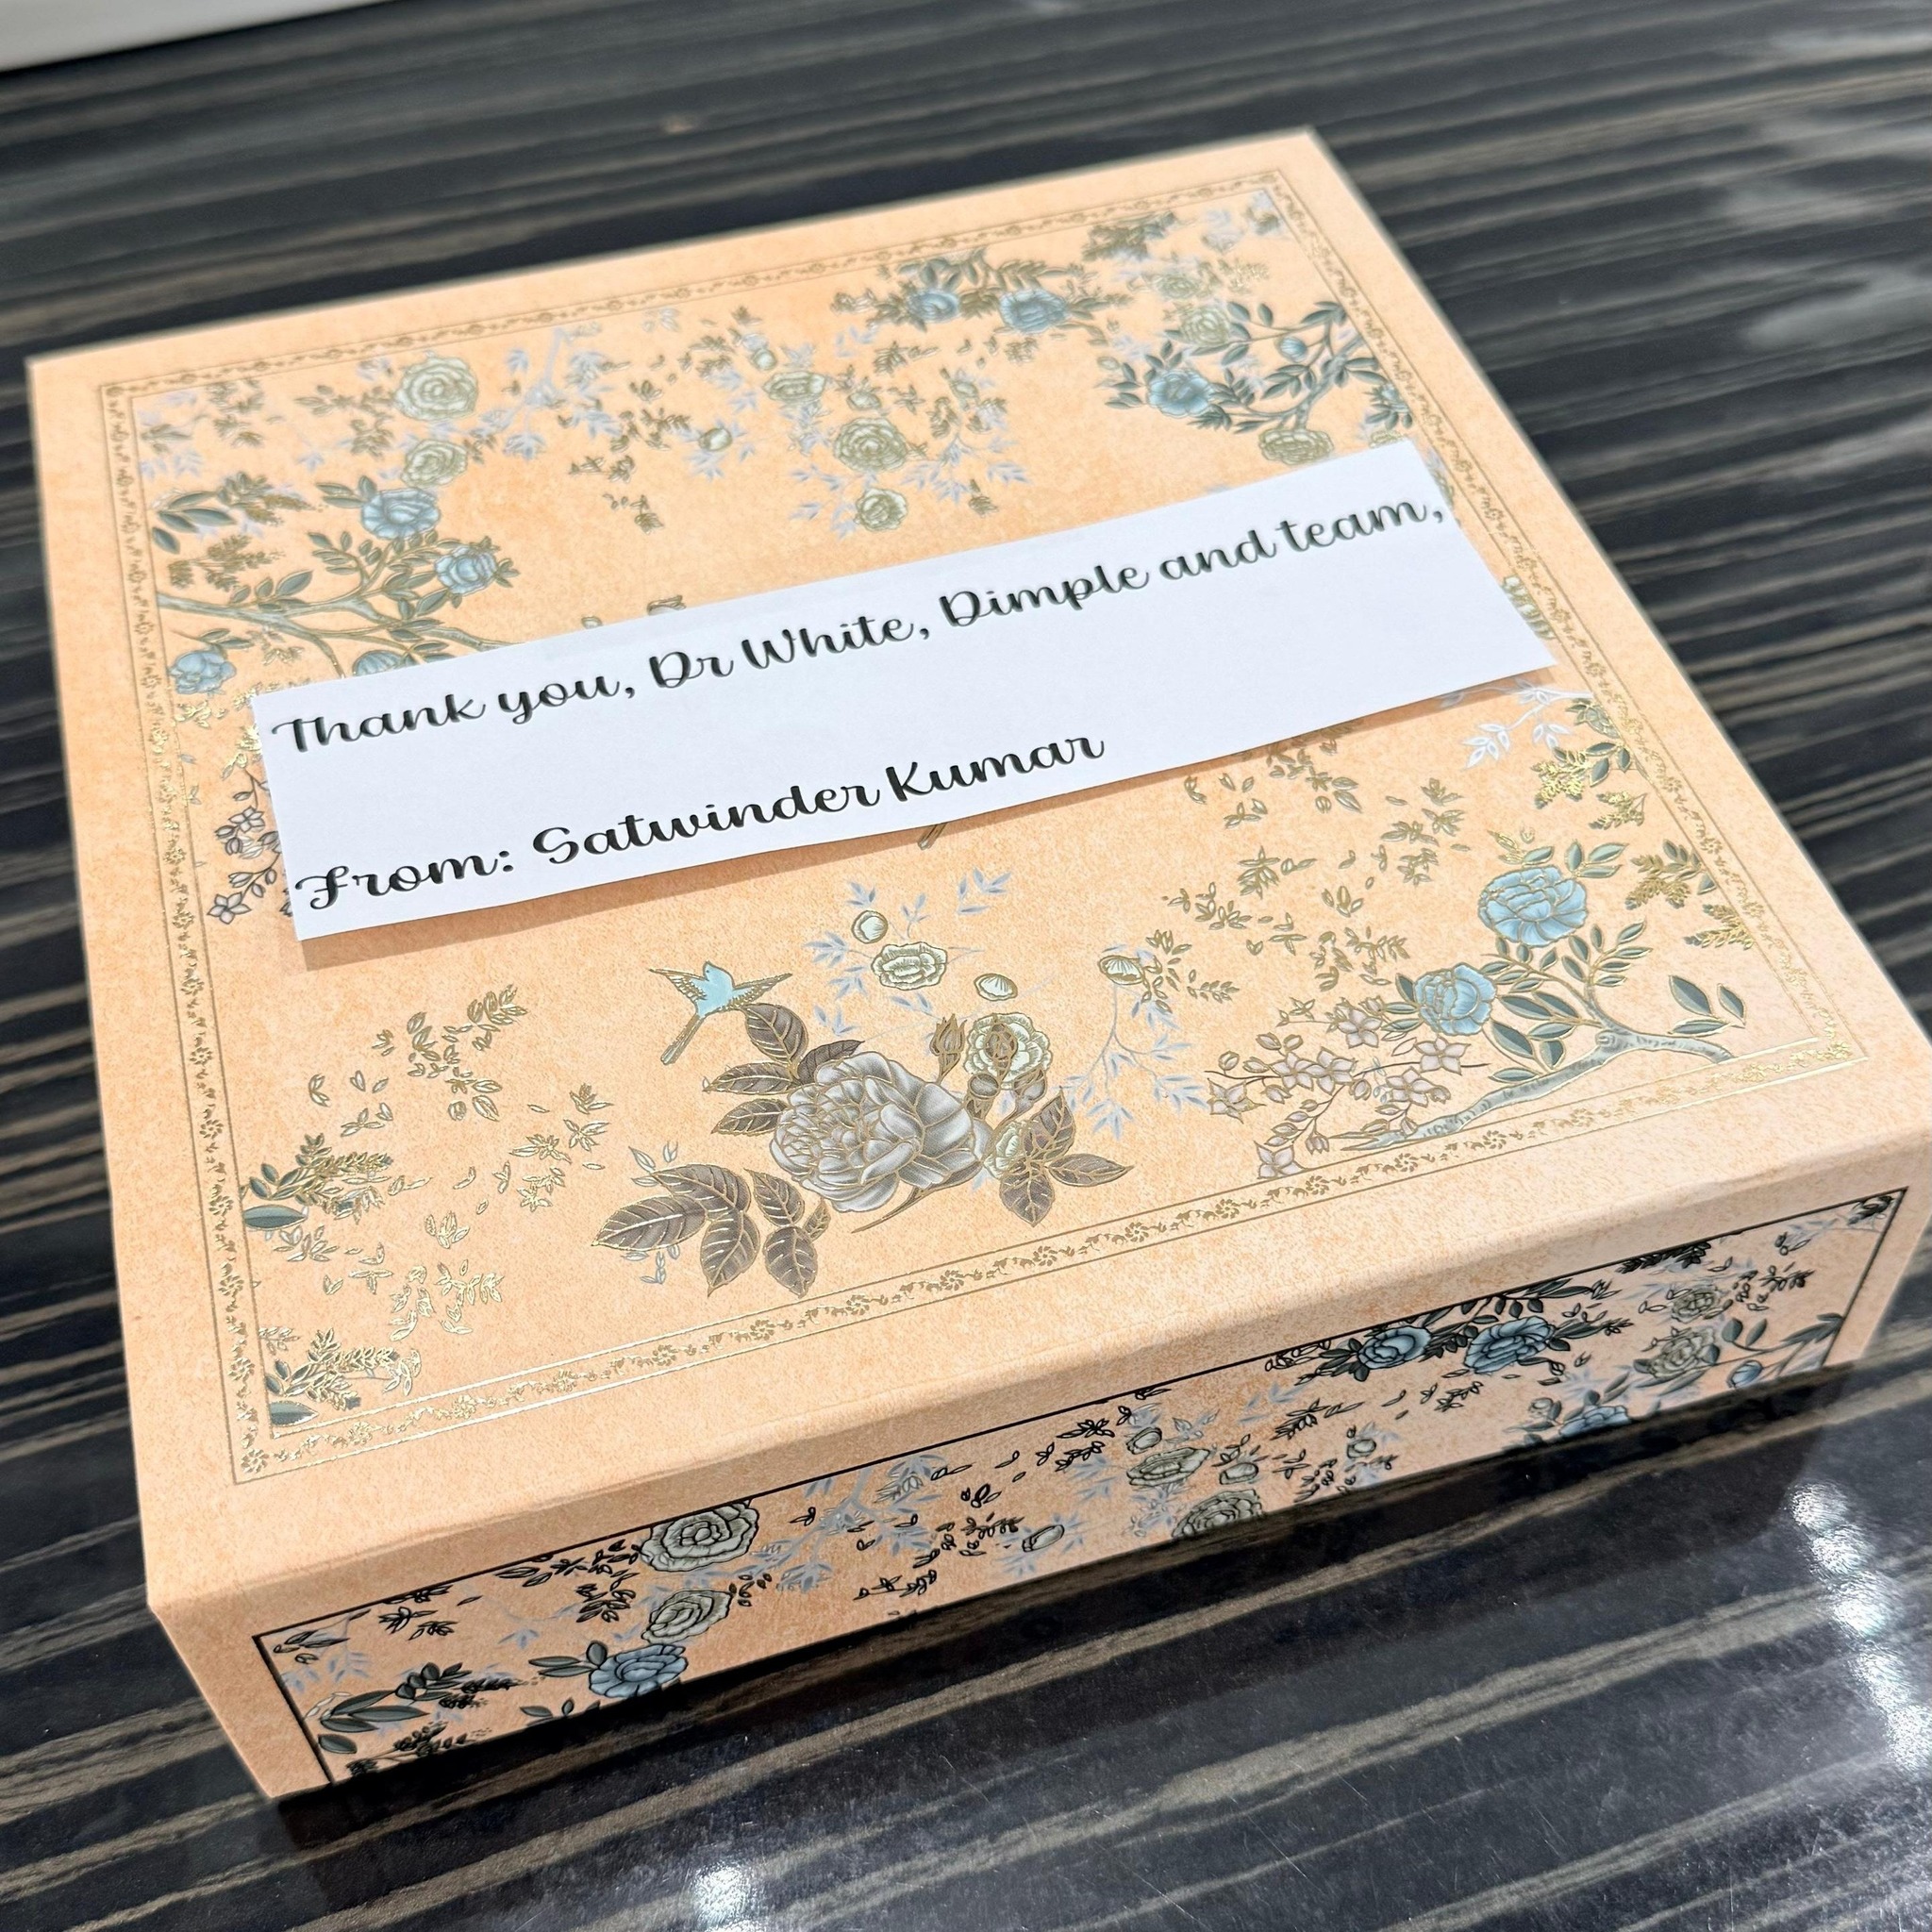 Thank you, Dr White, Dimple and team,
From: Satwinder Kumar